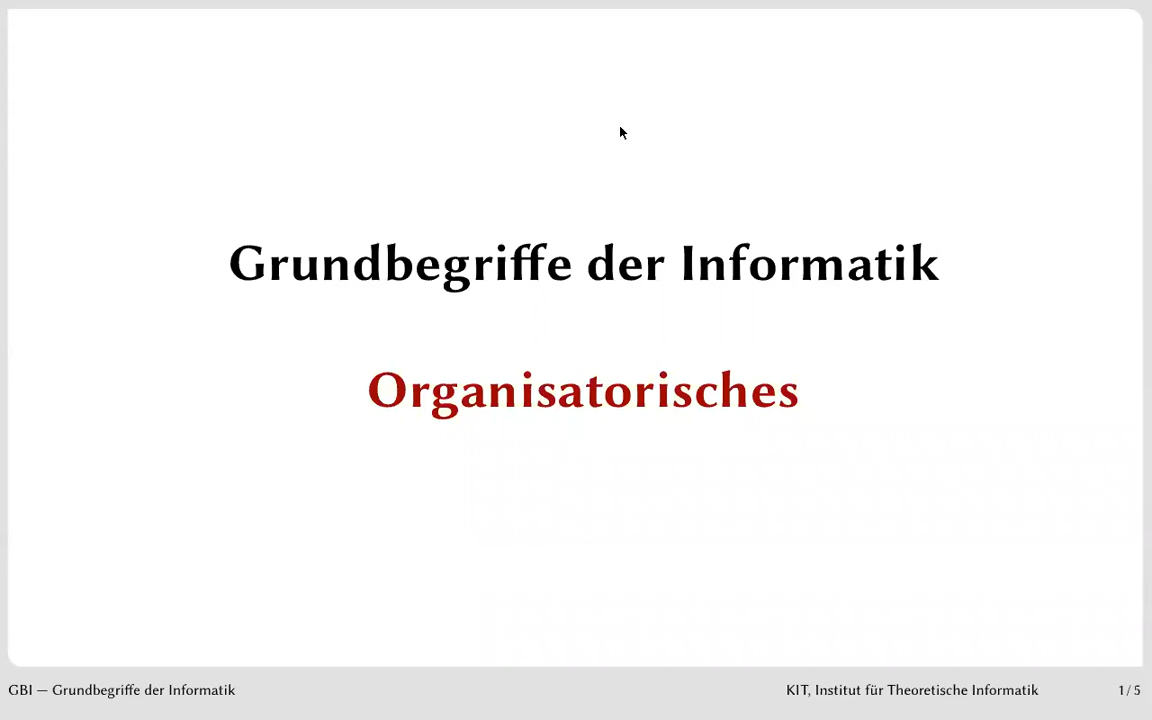 Grundbegriffe der Informatik
Organisatorisches
GBI — Grundbegriffe der Informatik
KIT, Institut für Theoretische Informatik
1 / 5